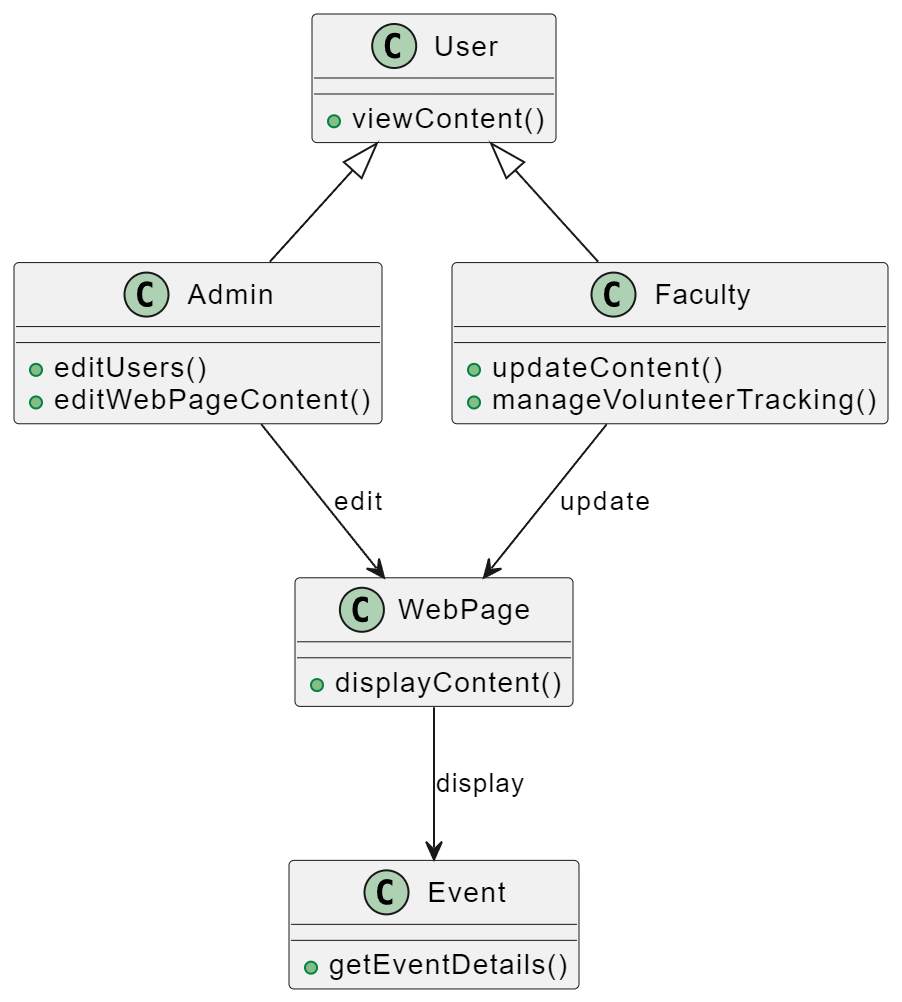 C User
viewContent()
C Admin
editUsers()
editWebPageContent()
C Faculty
updateContent()
manageVolunteerTracking()
edit
update
C WebPage
displayContent()
display
C Event
getEventDetails()